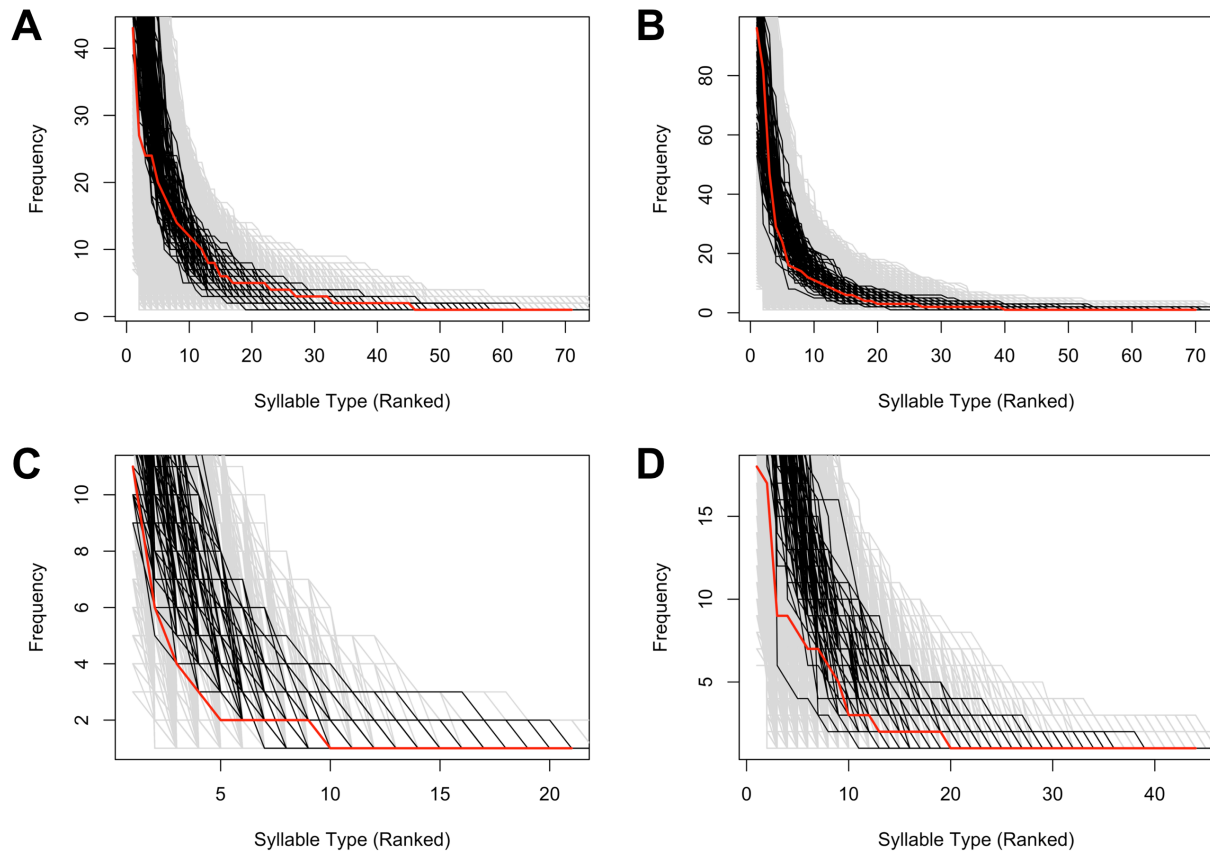 A
Frequency
0 10 20 30 40
0 10 20 30 40 50 60 70
Syllable Type (Ranked)
B
Frequency
0 20 40 60 80
0 10 20 30 40 50 60 70
Syllable Type (Ranked)
C
Frequency
2 4 6 8 10
5 10 15 20
Syllable Type (Ranked)
D
Frequency
5 10 15
0 10 20 30 40
Syllable Type (Ranked)